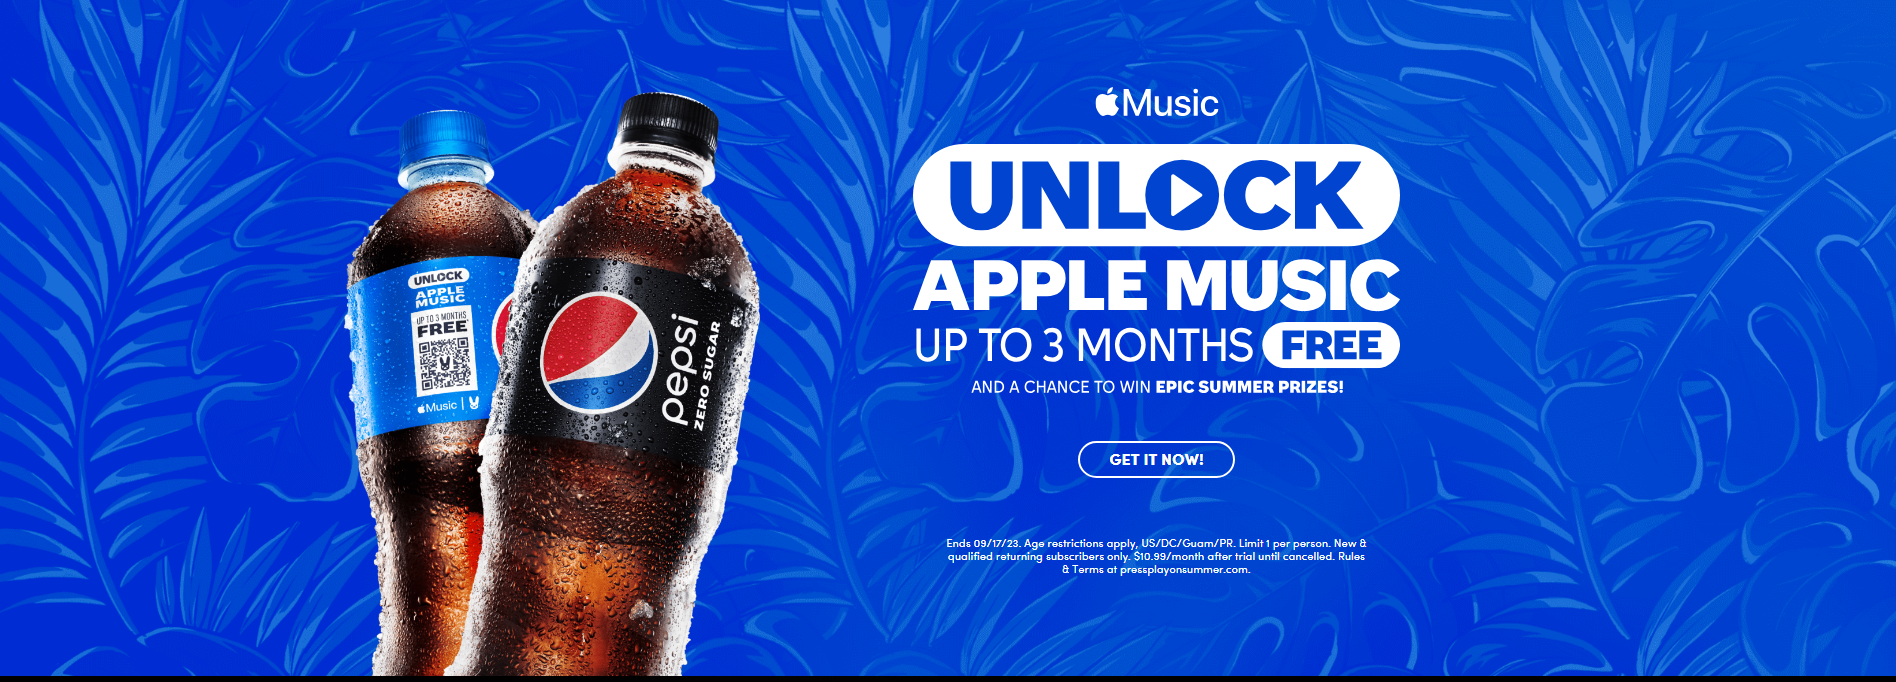 UNLOCK
APPLE
MUSIC
UP TO 3 MONTHS
FREE
Music
pepsi
ZERO SUGAR
Music
UNLOCK
APPLE MUSIC
UP TO 3 MONTHS FREE
AND A CHANCE TO WIN EPIC SUMMER PRIZES!
GET IT NOW!
Ends 09/17/23. Age restrictions apply, US/DC/Guam/PR. Limit 1 per person. New &
qualified returning subscribers only. $10.99/month after trial until cancelled. Rules
& Terms at pressplayonsummer.com.